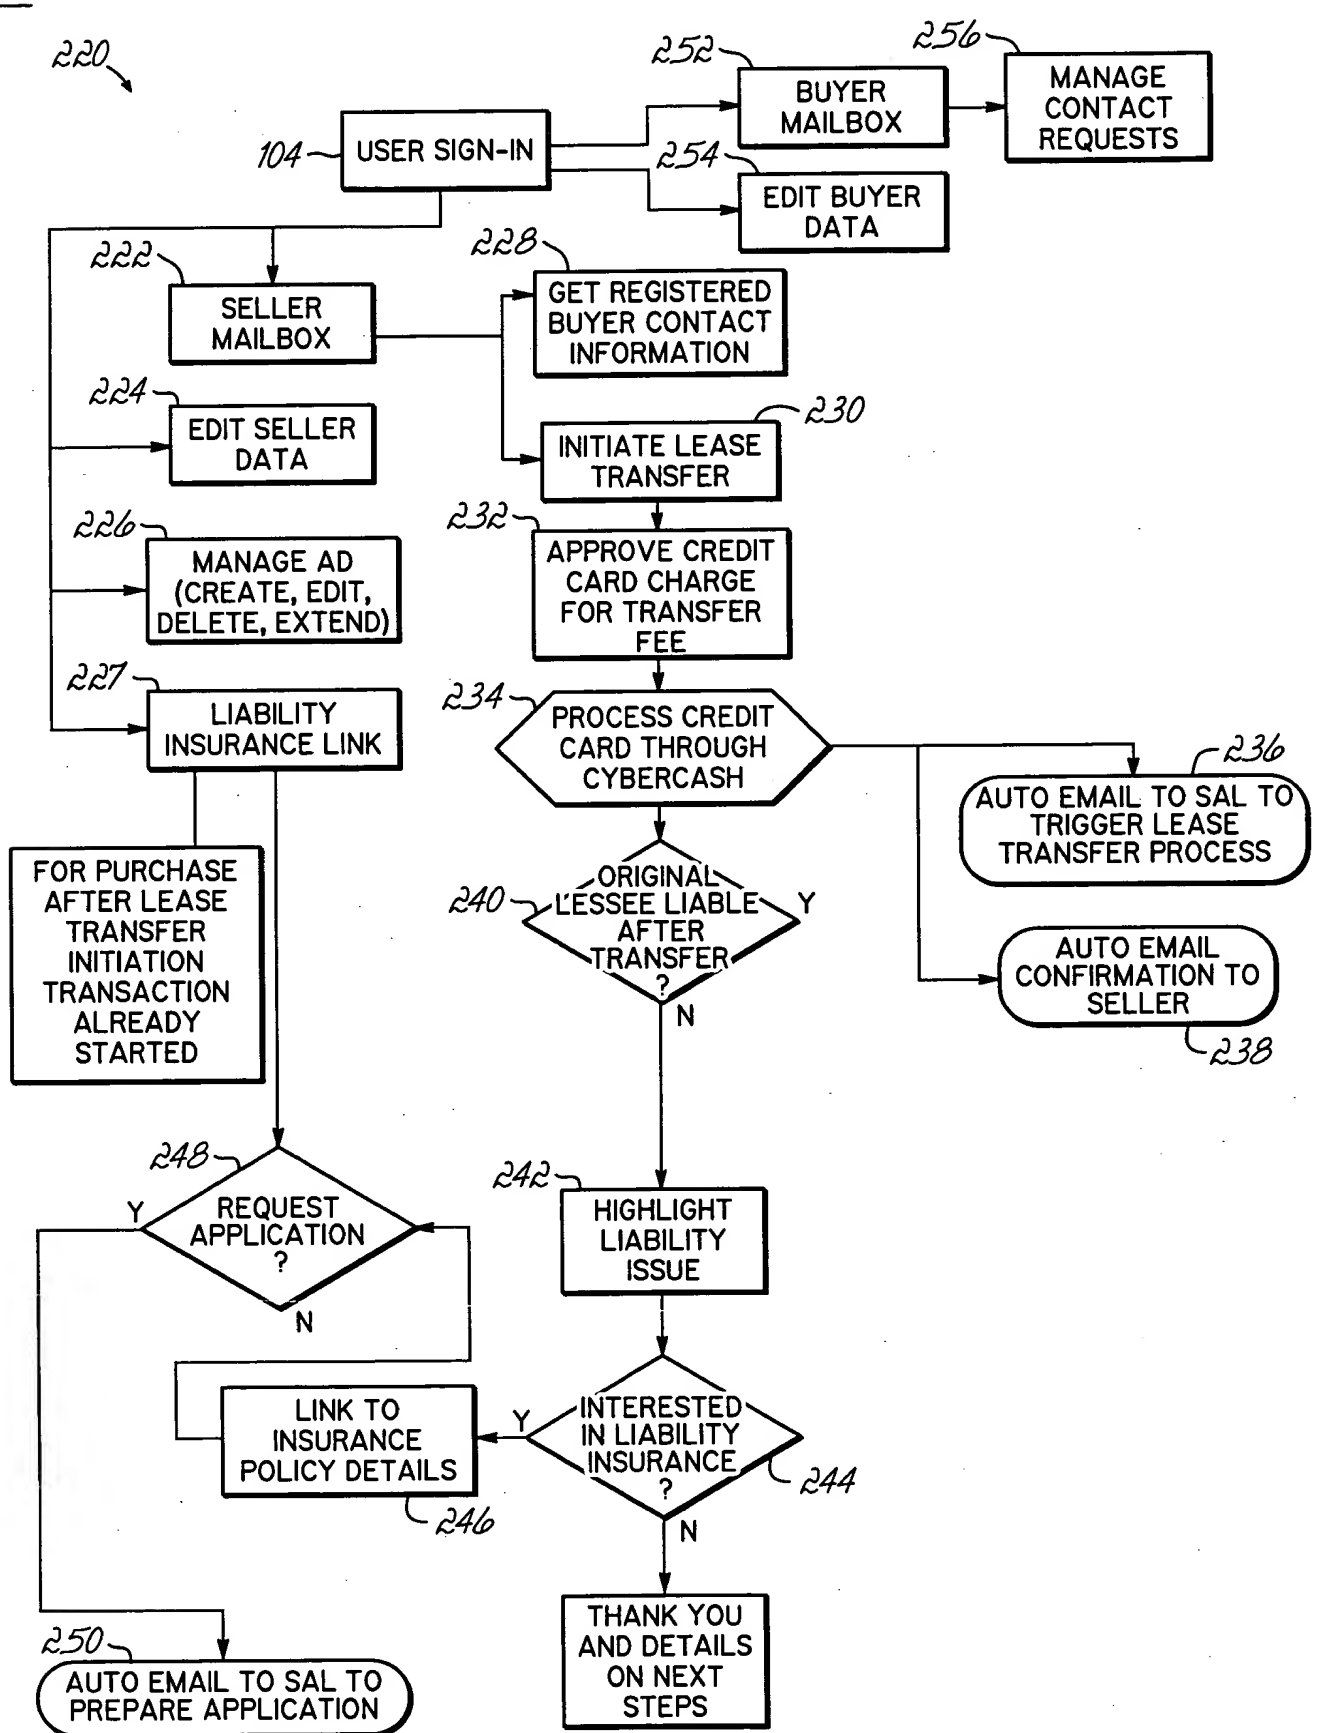 220
104
USER SIGN-IN
252
BUYER
MAILBOX
256
MANAGE
CONTACT
REQUESTS
254
EDIT BUYER
DATA
222
SELLER
MAILBOX
228
GET REGISTERED
BUYER CONTACT
INFORMATION
224
EDIT SELLER
DATA
230
INITIATE LEASE
TRANSFER
226
MANAGE AD
(CREATE, EDIT,
DELETE, EXTEND)
232
APPROVE CREDIT
CARD CHARGE
FOR TRANSFER
FEE
227
LIABILITY
INSURANCE LINK
234
PROCESS CREDIT
CARD THROUGH
CYBERCASH
236
AUTO EMAIL TO SAL TO
TRIGGER LEASE
TRANSFER PROCESS
FOR PURCHASE
AFTER LEASE
TRANSFER
INITIATION
TRANSACTION
ALREADY
STARTED
240
ORIGINAL
L'ESSEE LIABLE
AFTER
TRANSFER
?
Y
N
AUTO EMAIL
CONFIRMATION TO
SELLER
238
248
REQUEST
APPLICATION
?
Y
N
242
HIGHLIGHT
LIABILITY
ISSUE
LINK TO
INSURANCE
POLICY DETAILS
246
Y
INTERESTED
IN LIABILITY
INSURANCE
?
244
N
250
AUTO EMAIL TO SAL TO
PREPARE APPLICATION
THANK YOU
AND DETAILS
ON NEXT
STEPS